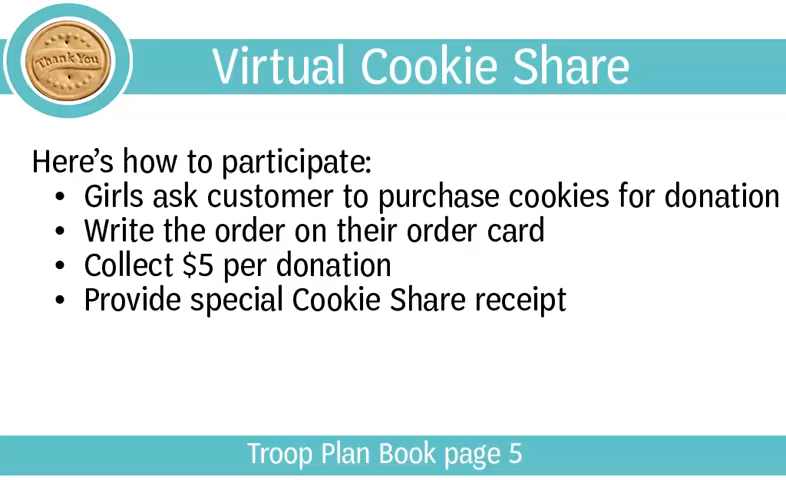 Thank You
Virtual Cookie Share
Here's how to participate:
• Girls ask customer to purchase cookies for donation
• Write the order on their order card
• Collect $5 per donation
• Provide special Cookie Share receipt
Troop Plan Book page 5